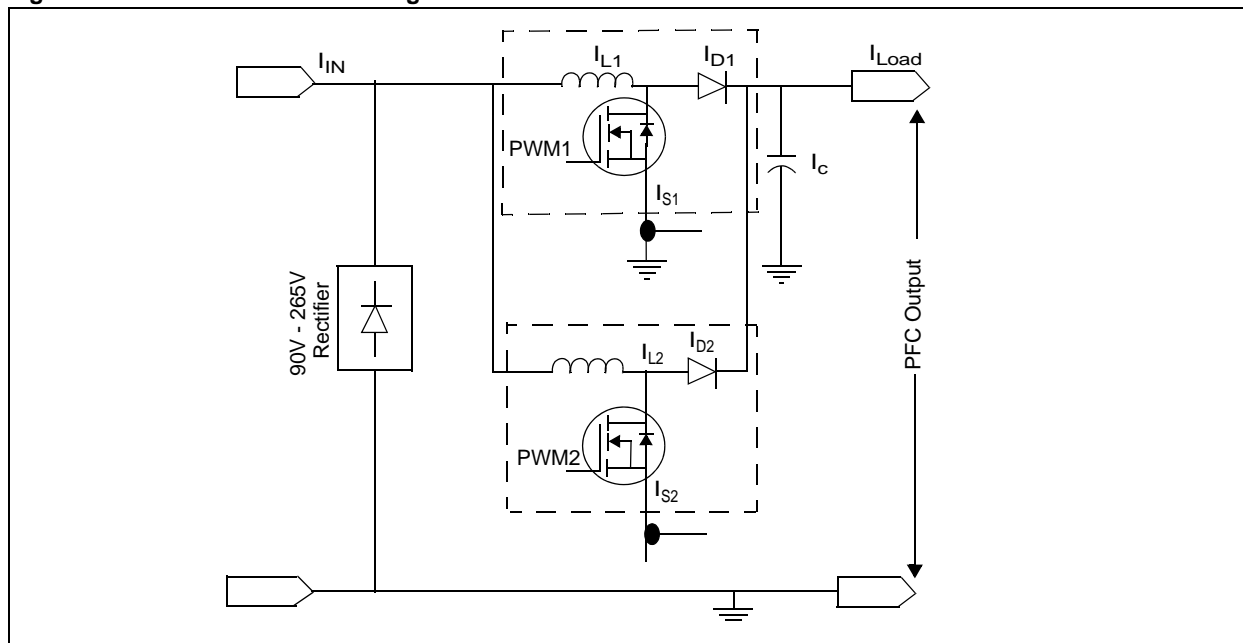 I_IN
I_L1
I_D1
I_Load
PWM1
I_S1
I_c
90V - 265V
Rectifier
I_L2
I_D2
PWM2
I_S2
PFC Output